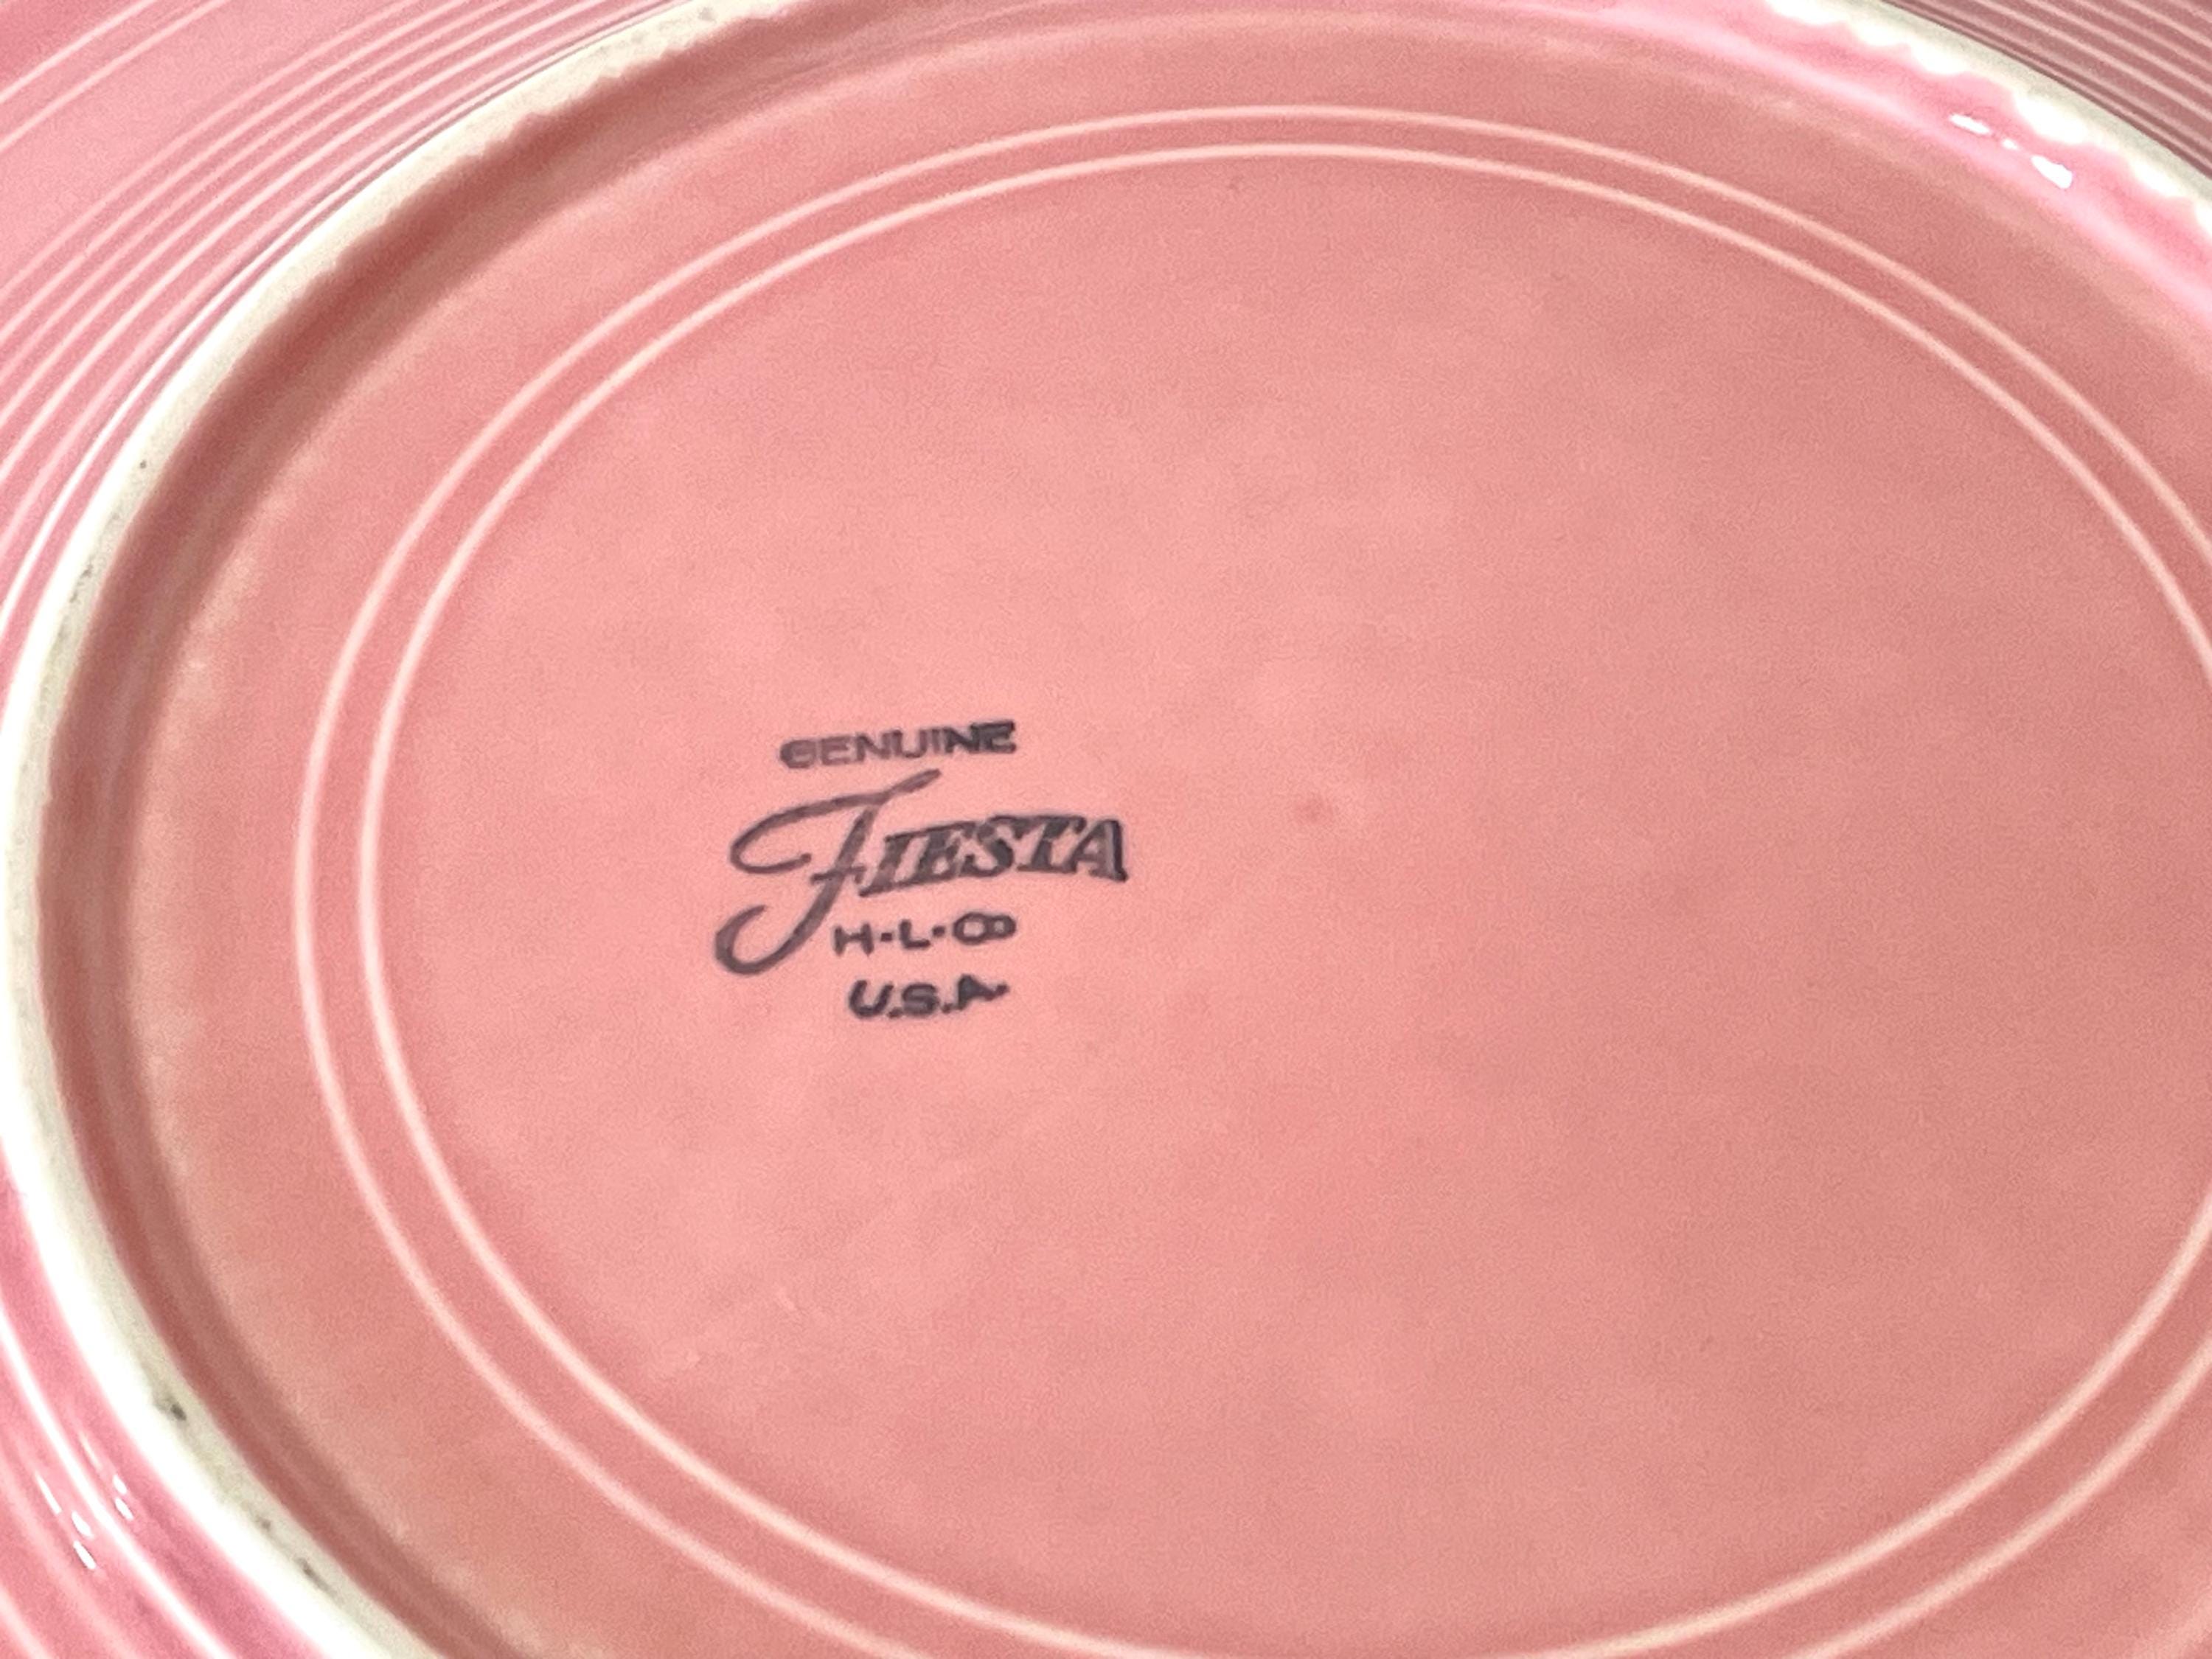 GENUINE
FIESTA
H·L·Co
U.S.A.